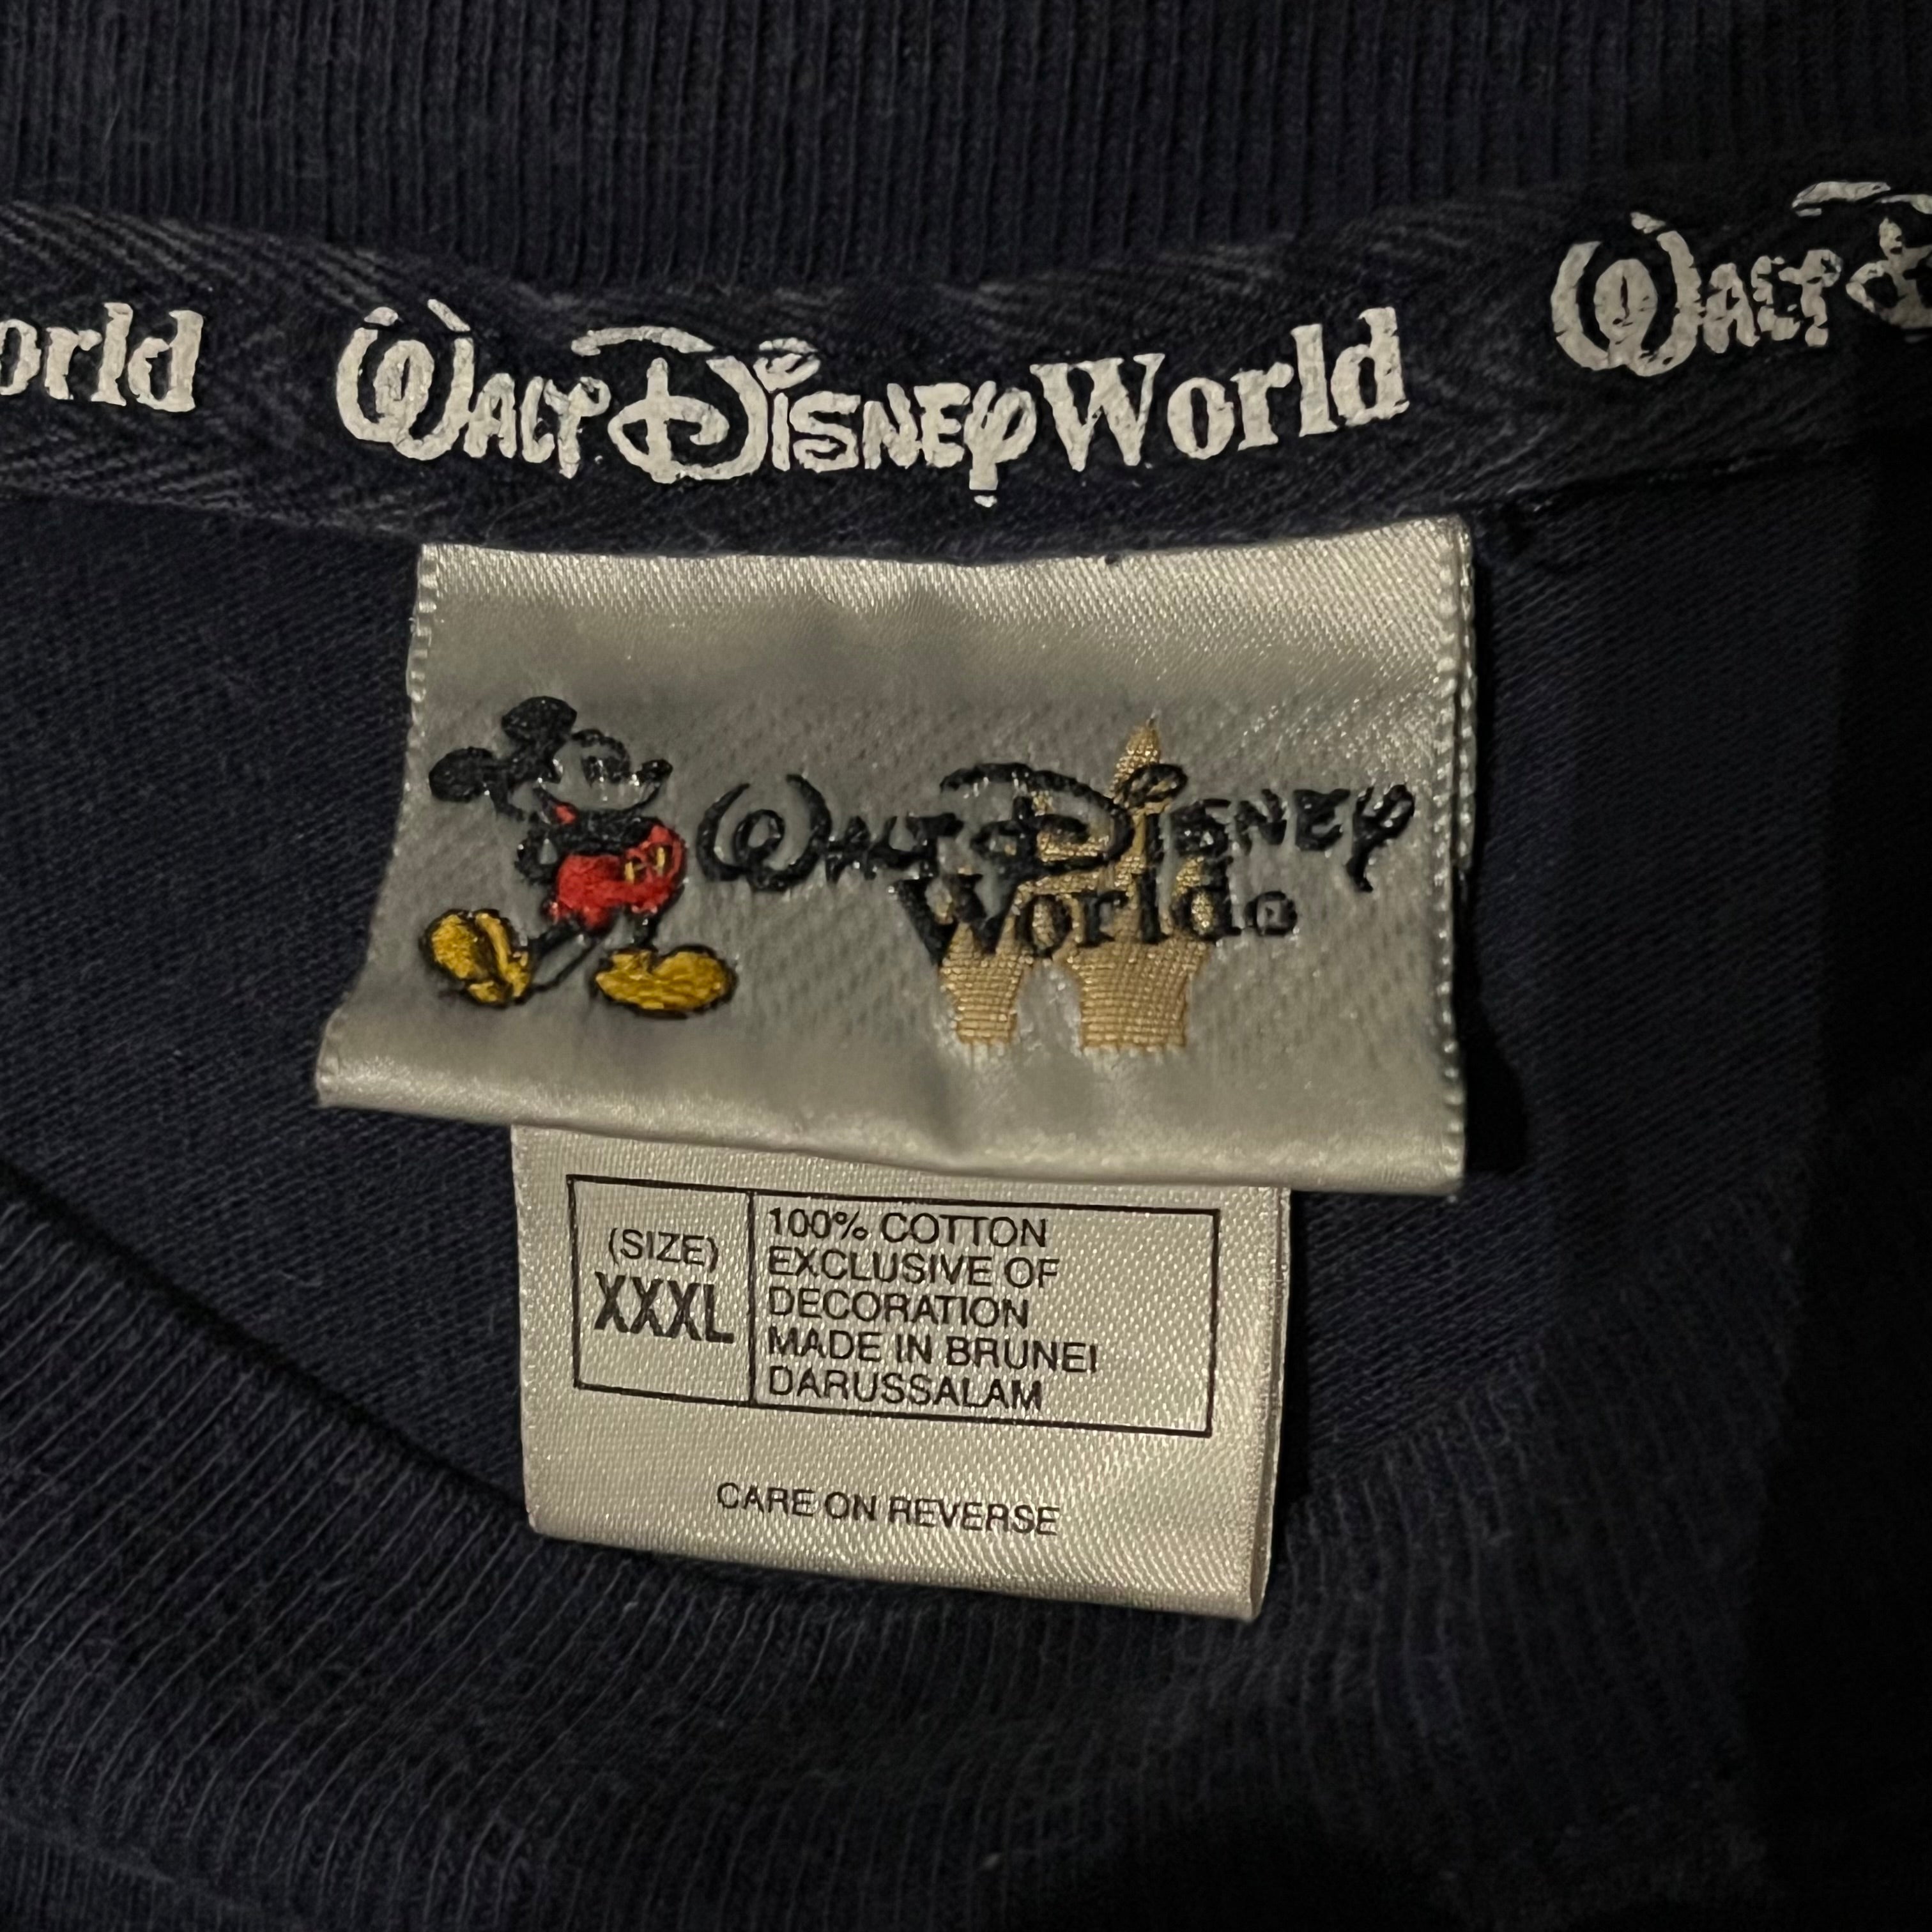 orld Walt Disney World Walt
Walt Disney
World®
(SIZE)
XXXL
100% COTTON
EXCLUSIVE OF
DECORATION
MADE IN BRUNEI
DARUSSALAM
CARE ON REVERSE